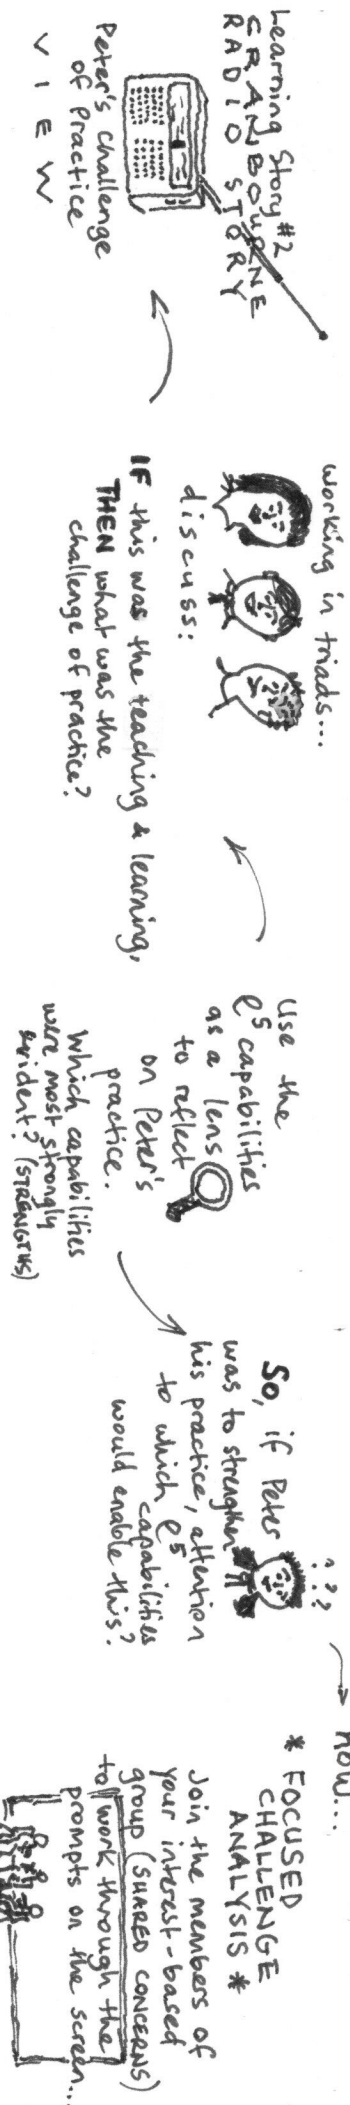 Learning Story #2
CRANBOURNE
RADIO STORY
Peter's challenge
of Practice
VIEW
working in triads...
discuss:
IF this was the teaching & learning,
THEN what was the
challenge of practice?
Use the
e5 capabilities
as a lens
to reflect
on Peter's
practice.
Which capabilities
were most strongly
evident? (STRENGTHS)
So, if Peter
was to strengthen
his practice, attention
to which e5
capabilities
would enable this?
???
now...
* FOCUSED
CHALLENGE
ANALYSIS *
Join the members of
your interest-based
group (SHARED CONCERNS)
to work through the
prompts on the screen...